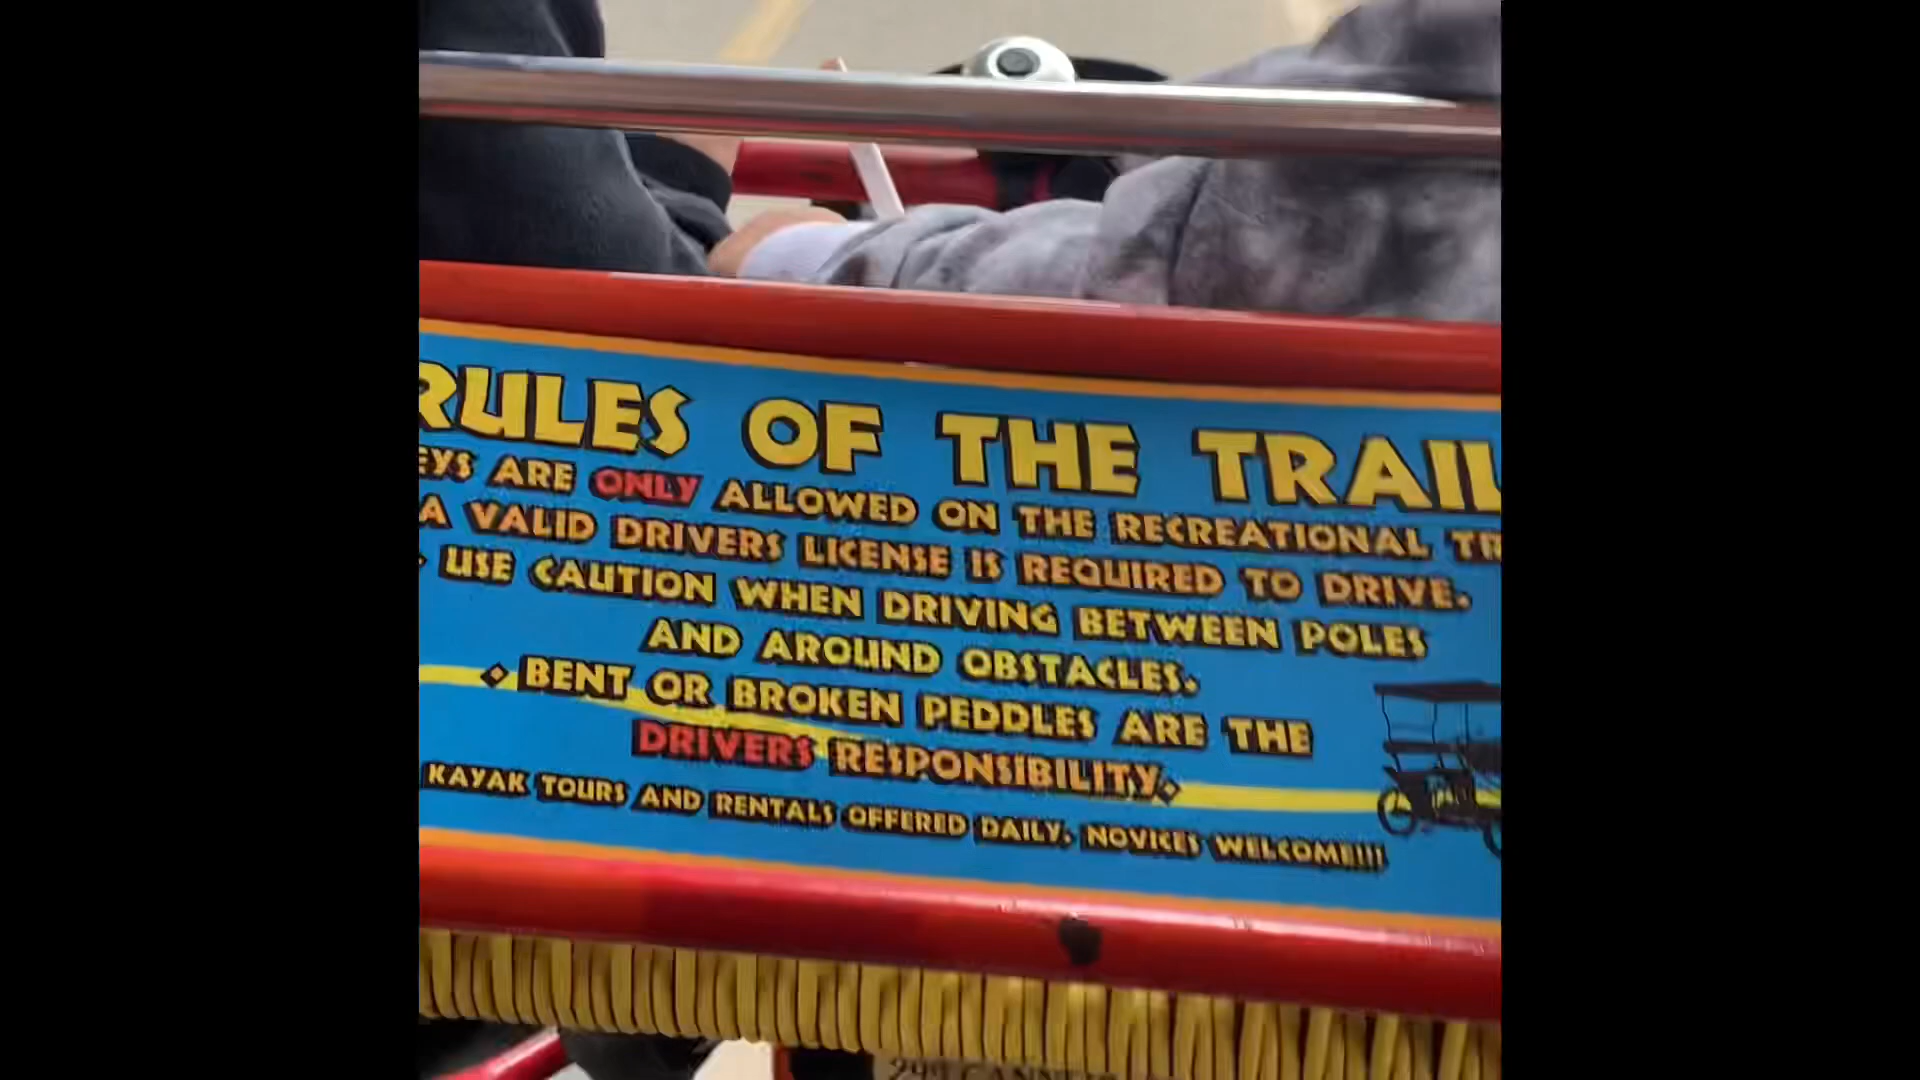 RULES OF THE TRAIL
EYS ARE ONLY ALLOWED ON THE RECREATIONAL TR
A VALID DRIVERS LICENSE IS REQUIRED TO DRIVE.
USE CAUTION WHEN DRIVING BETWEEN POLES
AND AROUND OBSTACLES.
BENT OR BROKEN PEDDLES ARE THE
DRIVERS RESPONSIBILITY.
KAYAK TOURS AND RENTALS OFFERED DAILY. NOVICES WELCOME!!!